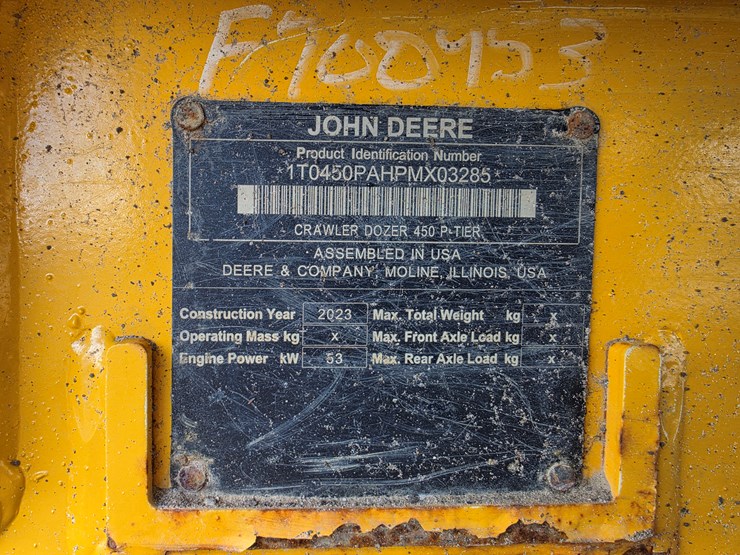 F700453
JOHN DEERE
Product Identification Number
*1T0450PAHPMX03285*
CRAWLER DOZER 450 P-TIER
ASSEMBLED IN USA
DEERE & COMPANY, MOLINE, ILLINOIS, USA
Construction Year 2023 Max. Total Weight kg x
Operating Mass kg x Max. Front Axle Load kg x
Engine Power kW 53 Max. Rear Axle Load kg x